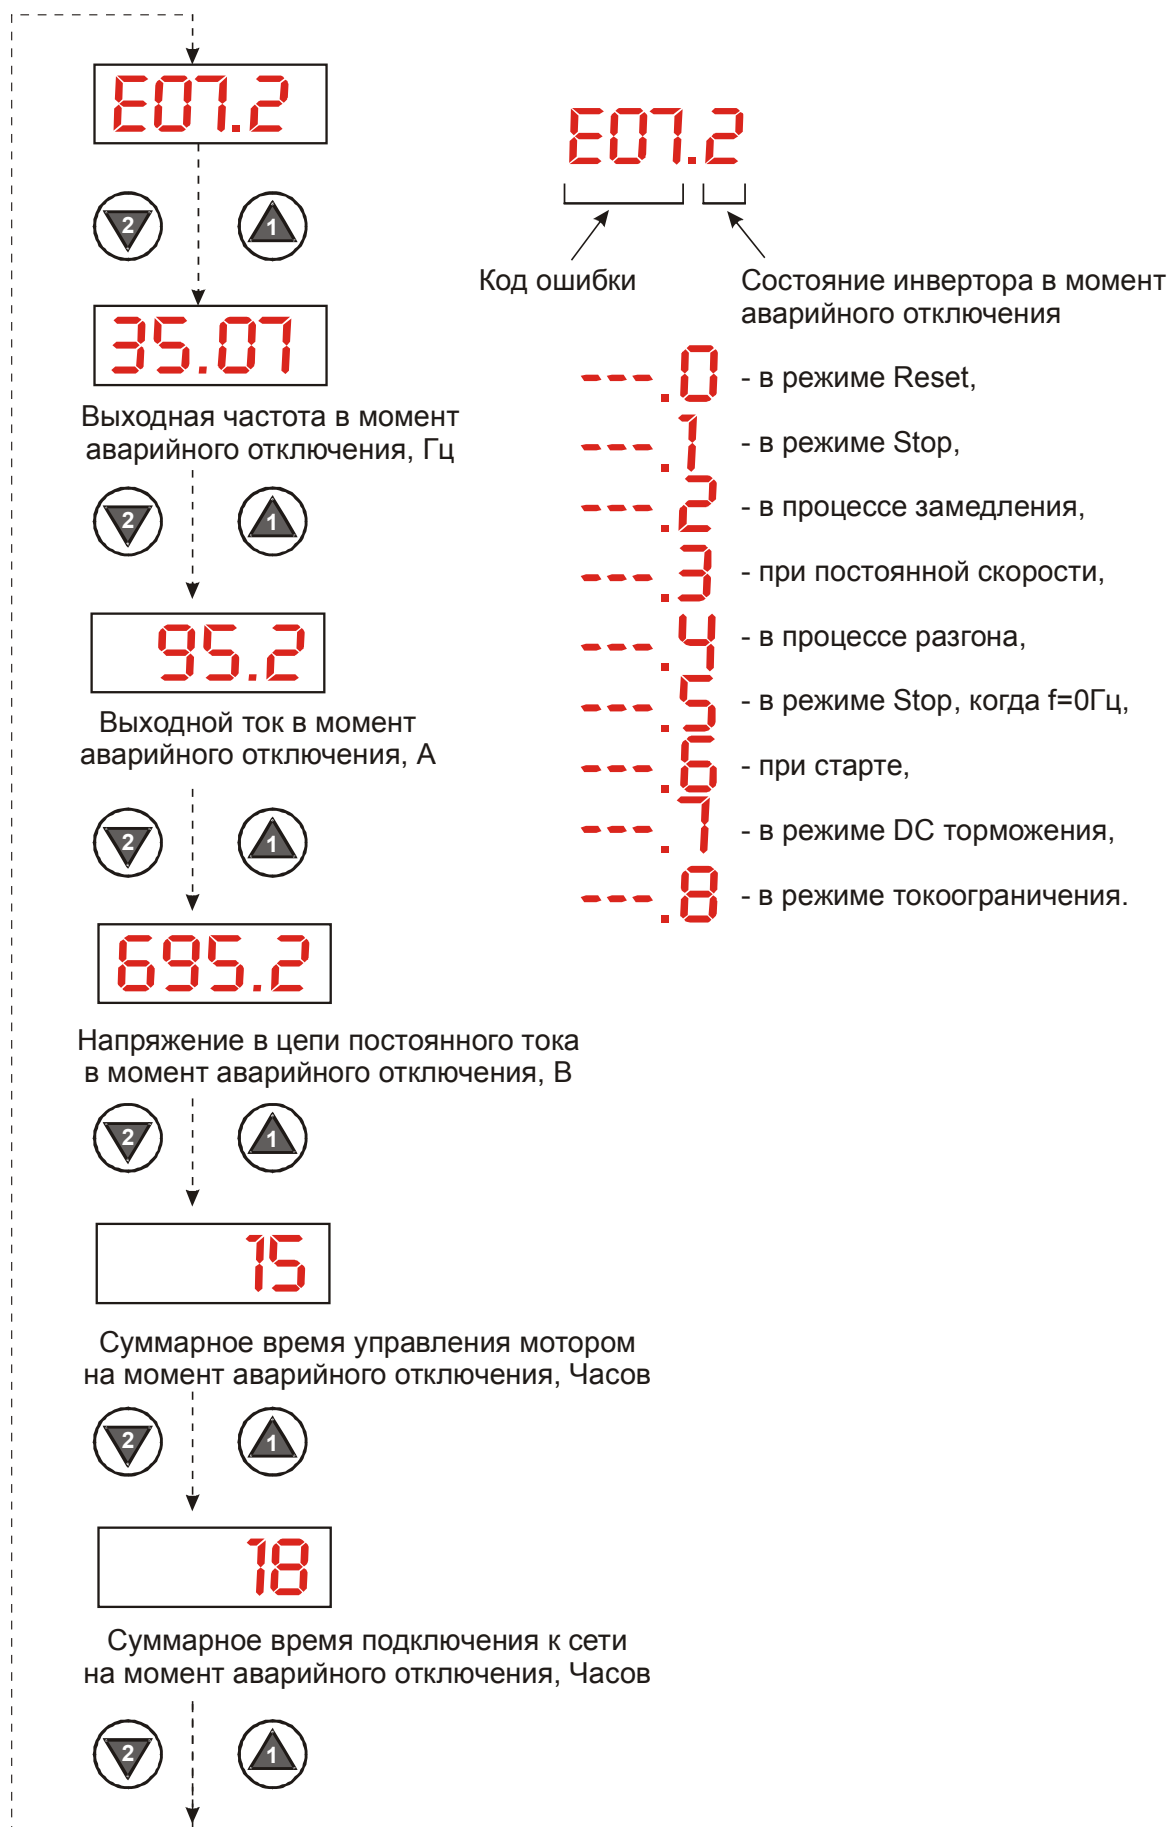 E07.2
2 1
35.07
Выходная частота в момент
аварийного отключения, Гц
2 1
95.2
Выходной ток в момент
аварийного отключения, А
2 1
695.2
Напряжение в цепи постоянного тока
в момент аварийного отключения, В
2 1
15
Суммарное время управления мотором
на момент аварийного отключения, Часов
2 1
18
Суммарное время подключения к сети
на момент аварийного отключения, Часов
2 1
E07.2
Код ошибки
Состояние инвертора в момент
аварийного отключения
---.0 - в режиме Reset,
---.1 - в режиме Stop,
---.2 - в процессе замедления,
---.3 - при постоянной скорости,
---.4 - в процессе разгона,
---.5 - в режиме Stop, когда f=0Гц,
---.6 - при старте,
---.7 - в режиме DC торможения,
---.8 - в режиме токоограничения.